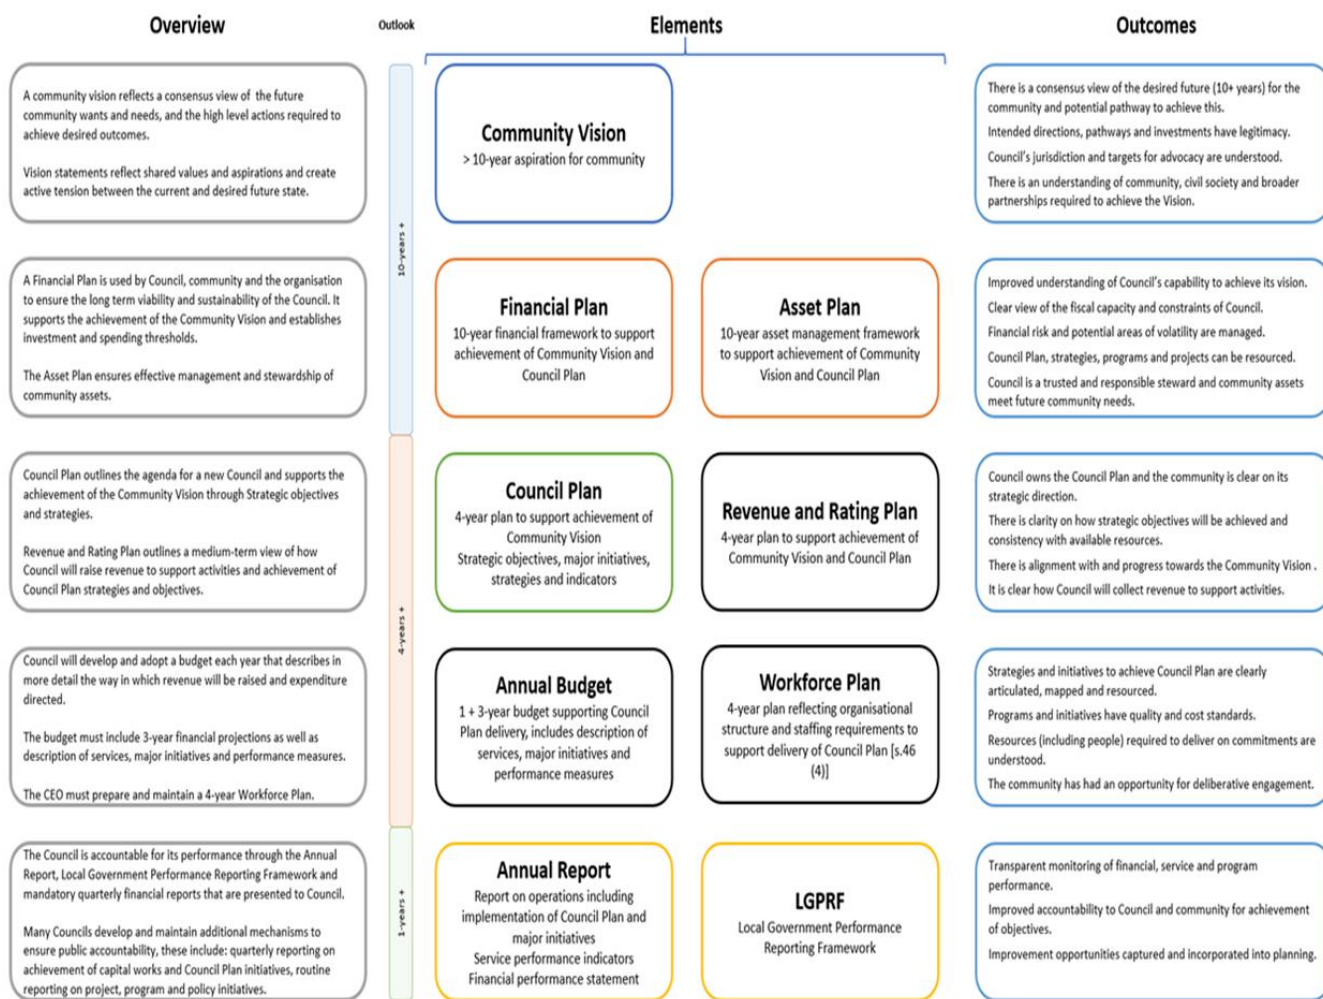 Overview
Outlook
Elements
Outcomes
A community vision reflects a consensus view of the future
community wants and needs, and the high level actions required to
achieve desired outcomes.
Vision statements reflect shared values and aspirations and create
active tension between the current and desired future state.
10-years +
Community Vision
> 10-year aspiration for community
There is a consensus view of the desired future (10+ years) for the
community and potential pathway to achieve this.
Intended directions, pathways and investments have legitimacy.
Council's jurisdiction and targets for advocacy are understood.
There is an understanding of community, civil society and broader
partnerships required to achieve the Vision.
A Financial Plan is used by Council, community and the organisation
to ensure the long term viability and sustainability of the Council. It
supports the achievement of the Community Vision and establishes
investment and spending thresholds.
The Asset Plan ensures effective management and stewardship of
community assets.
Financial Plan
10-year financial framework to support
achievement of Community Vision and
Council Plan
Asset Plan
10-year asset management framework
to support achievement of Community
Vision and Council Plan
Improved understanding of Council's capability to achieve its vision.
Clear view of the fiscal capacity and constraints of Council.
Financial risk and potential areas of volatility are managed.
Council Plan, strategies, programs and projects can be resourced.
Council is a trusted and responsible steward and community assets
meet future community needs.
Council Plan outlines the agenda for a new Council and supports the
achievement of the Community Vision through Strategic objectives
and strategies.
Revenue and Rating Plan outlines a medium-term view of how
Council will raise revenue to support activities and achievement of
Council Plan strategies and objectives.
4-years +
Council Plan
4-year plan to support achievement of
Community Vision
Strategic objectives, major initiatives,
strategies and indicators
Revenue and Rating Plan
4-year plan to support achievement of
Community Vision and Council Plan
Council owns the Council Plan and the community is clear on its
strategic direction.
There is clarity on how strategic objectives will be achieved and
consistency with available resources.
There is alignment with and progress towards the Community Vision .
It is clear how Council will collect revenue to support activities.
Council will develop and adopt a budget each year that describes in
more detail the way in which revenue will be raised and expenditure
directed.
The budget must include 3-year financial projections as well as
description of services, major initiatives and performance measures.
The CEO must prepare and maintain a 4-year Workforce Plan.
Annual Budget
1 + 3-year budget supporting Council
Plan delivery, includes description of
services, major initiatives and
performance measures
Workforce Plan
4-year plan reflecting organisational
structure and staffing requirements to
support delivery of Council Plan [s.46
(4)]
Strategies and initiatives to achieve Council Plan are clearly
articulated, mapped and resourced.
Programs and initiatives have quality and cost standards.
Resources (including people) required to deliver on commitments are
understood.
The community has had an opportunity for deliberative engagement.
The Council is accountable for its performance through the Annual
Report, Local Government Performance Reporting Framework and
mandatory quarterly financial reports that are presented to Council.
Many Councils develop and maintain additional mechanisms to
ensure public accountability, these include: quarterly reporting on
achievement of capital works and Council Plan initiatives, routine
reporting on project, program and policy initiatives.
1-years +
Annual Report
Report on operations including
implementation of Council Plan and
major initiatives
Service performance indicators
Financial performance statement
LGPRF
Local Government Performance
Reporting Framework
Transparent monitoring of financial, service and program
performance.
Improved accountability to Council and community for achievement
of objectives.
Improvement opportunities captured and incorporated into planning.